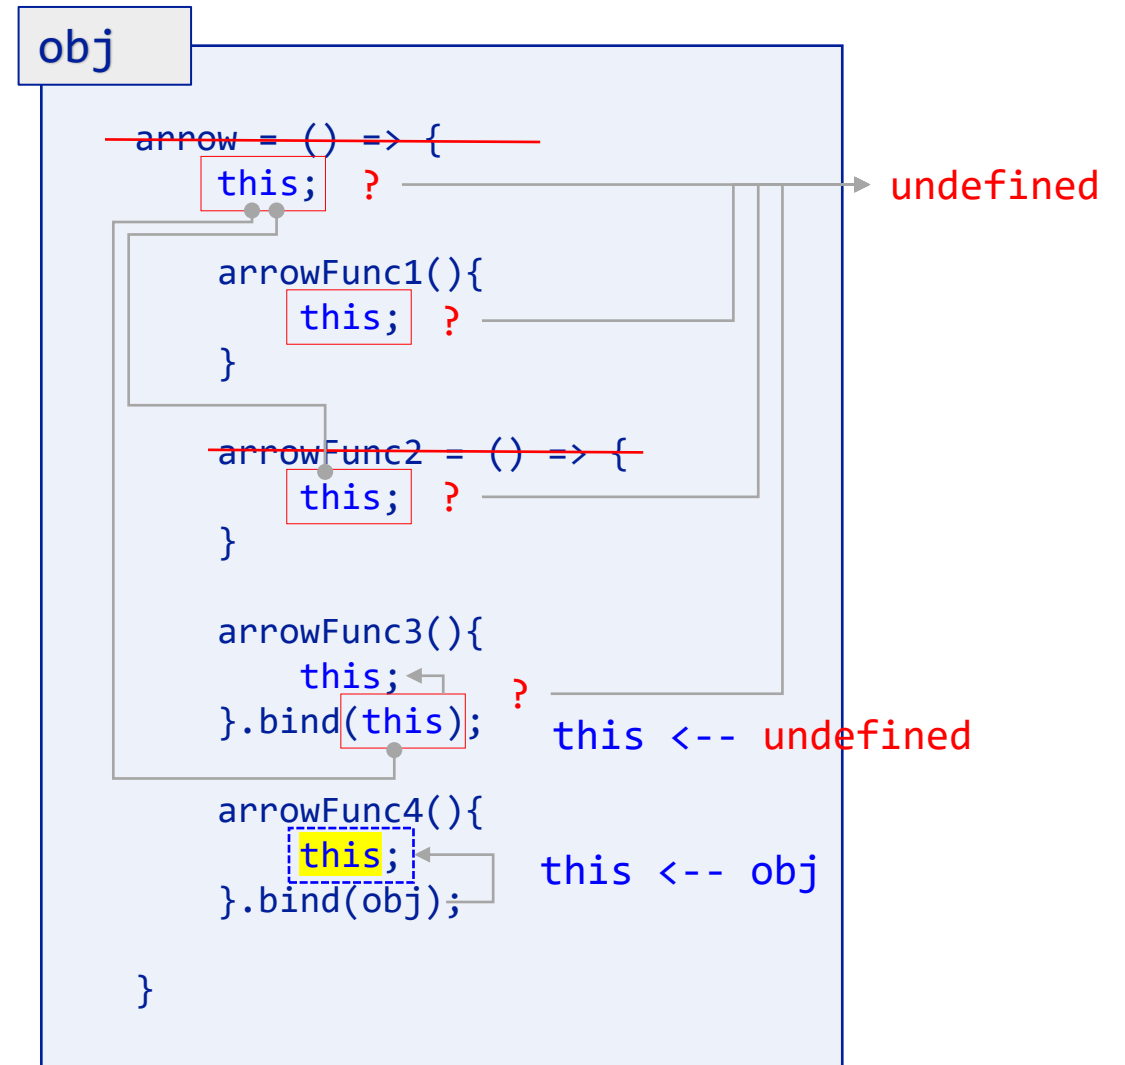 obj
arrow = () => {
this; ? undefined
arrowFunc1(){
this; ?
}
arrowFunc2 = () => {
this; ?
}
arrowFunc3(){
this; ?
}.bind(this); this <-- undefined
arrowFunc4(){
this; this <-- obj
}.bind(obj);
}